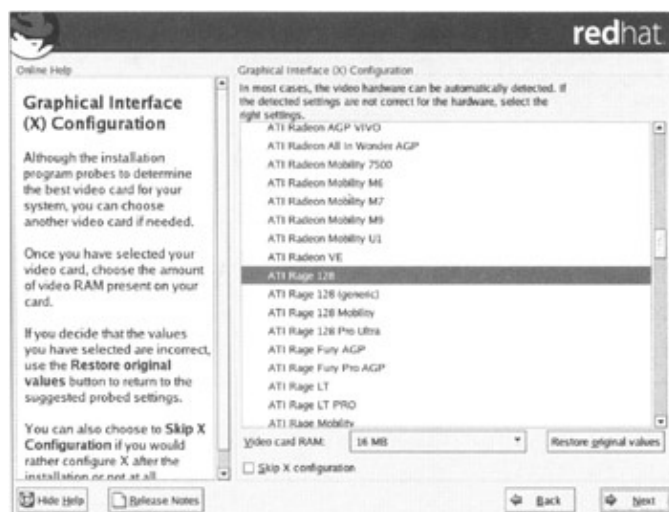 redhat
Online Help
Graphical Interface
(X) Configuration
Although the installation
program probes to determine
the best video card for your
system, you can choose
another video card if needed.
Once you have selected your
video card, choose the amount
of video RAM present on your
card.
If you decide that the values
you have selected are incorrect,
use the Restore original
values button to return to the
suggested probed settings.
You can also choose to Skip X
Configuration if you would
rather configure X after the
installation or not at all.
Graphical Interface (X) Configuration
In most cases, the video hardware can be automatically detected. If
the detected settings are not correct for the hardware, select the
right settings.
ATI Radeon AGP VIVO
ATI Radeon All in Wonder AGP
ATI Radeon Mobility 7500
ATI Radeon Mobility M6
ATI Radeon Mobility M7
ATI Radeon Mobility M9
ATI Radeon Mobility U1
ATI Radeon VE
ATI Rage 128
ATI Rage 128 (generic)
ATI Rage 128 Mobility
ATI Rage 128 Pro Ultra
ATI Rage Fury AGP
ATI Rage Fury Pro AGP
ATI Rage LT
ATI Rage LT PRO
ATI Rage Mobility
Video card RAM: 16 MB
Restore original values
Skip X configuration
Hide Help
Release Notes
Back
Next